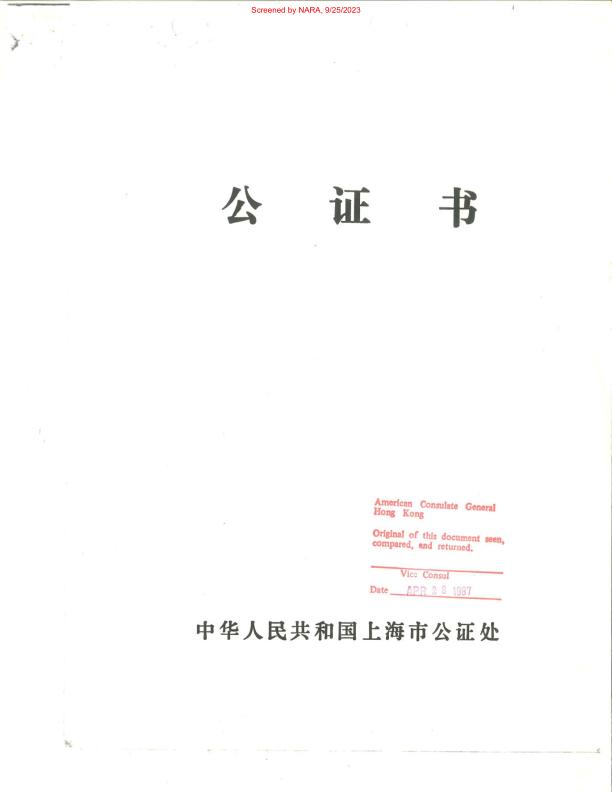 Screened by NARA, 9/25/2023
公 证 书
American Consulate General
Hong Kong
Original of this document seen,
compared, and returned.
Vice Consul
Date APR 28 1987
中华人民共和国上海市公证处